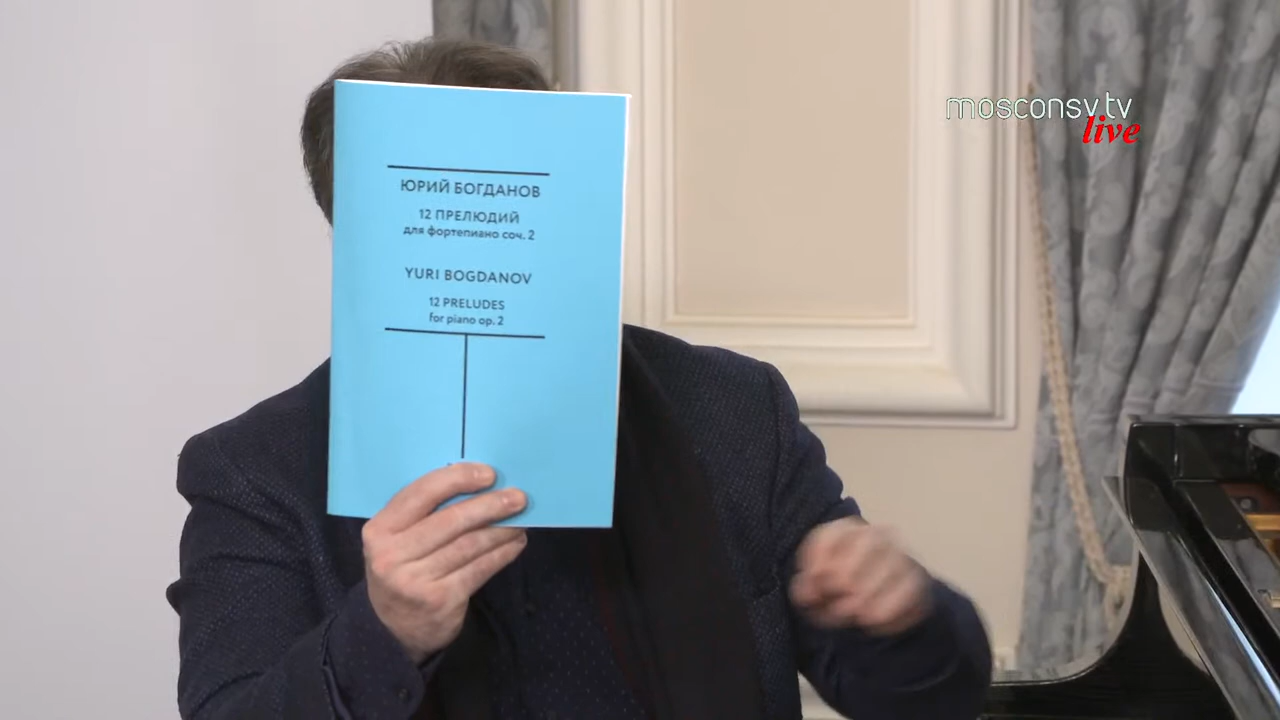 mosconsv.tv
live
ЮРИЙ БОГДАНОВ
12 ПРЕЛЮДИЙ
для фортепиано соч. 2
YURI BOGDANOV
12 PRELUDES
for piano op. 2